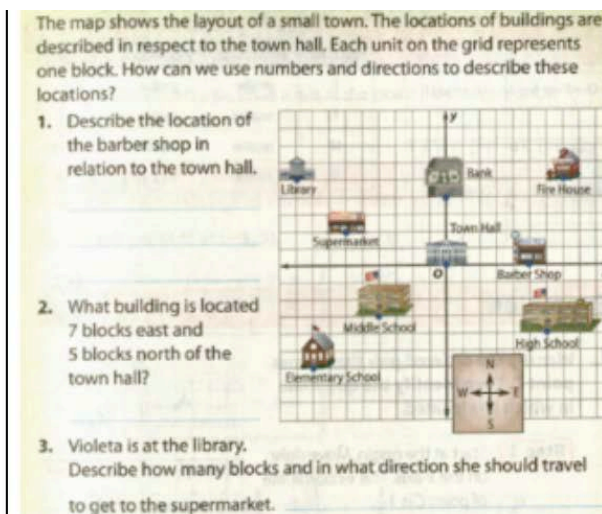 The map shows the layout of a small town. The locations of buildings are
described in respect to the town hall. Each unit on the grid represents
one block. How can we use numbers and directions to describe these
locations?
1. Describe the location of
the barber shop in
relation to the town hall.
y
Bank
Library
Fire House
Town Hall
Supermarket
O
Barber Shop
2. What building is located
7 blocks east and
5 blocks north of the
town hall?
Middle School
High School
Elementary School
N
W
E
S
3. Violeta is at the library.
Describe how many blocks and in what direction she should travel
to get to the supermarket.